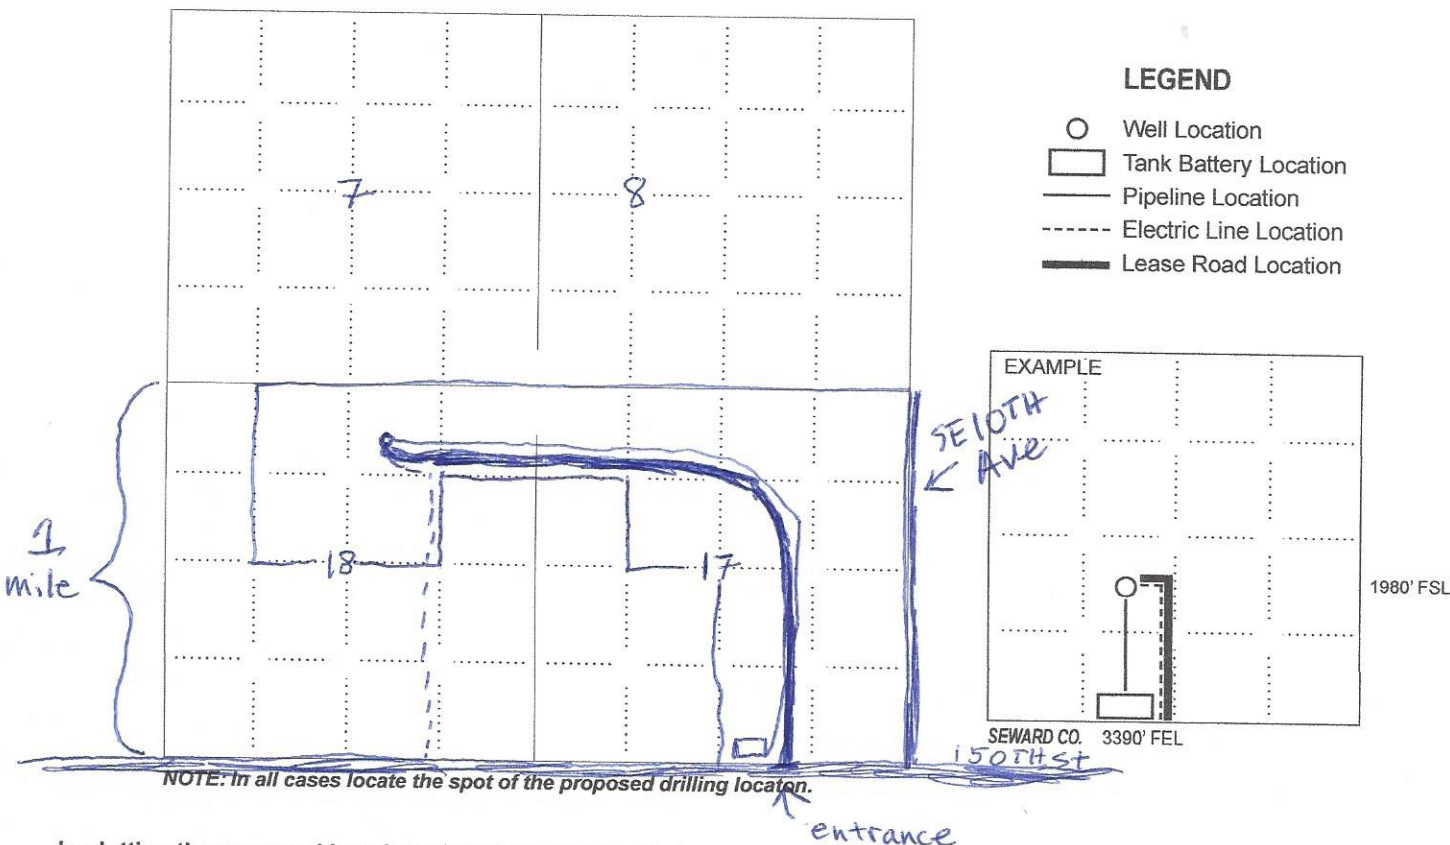 LEGEND
Well Location
Tank Battery Location
Pipeline Location
Electric Line Location
Lease Road Location
7
8
EXAMPLE
SE 10TH
Ave
1
mile
18
17
1980' FSL
SEWARD CO. 3390' FEL
150TH St
NOTE: In all cases locate the spot of the proposed drilling locaton.
entrance